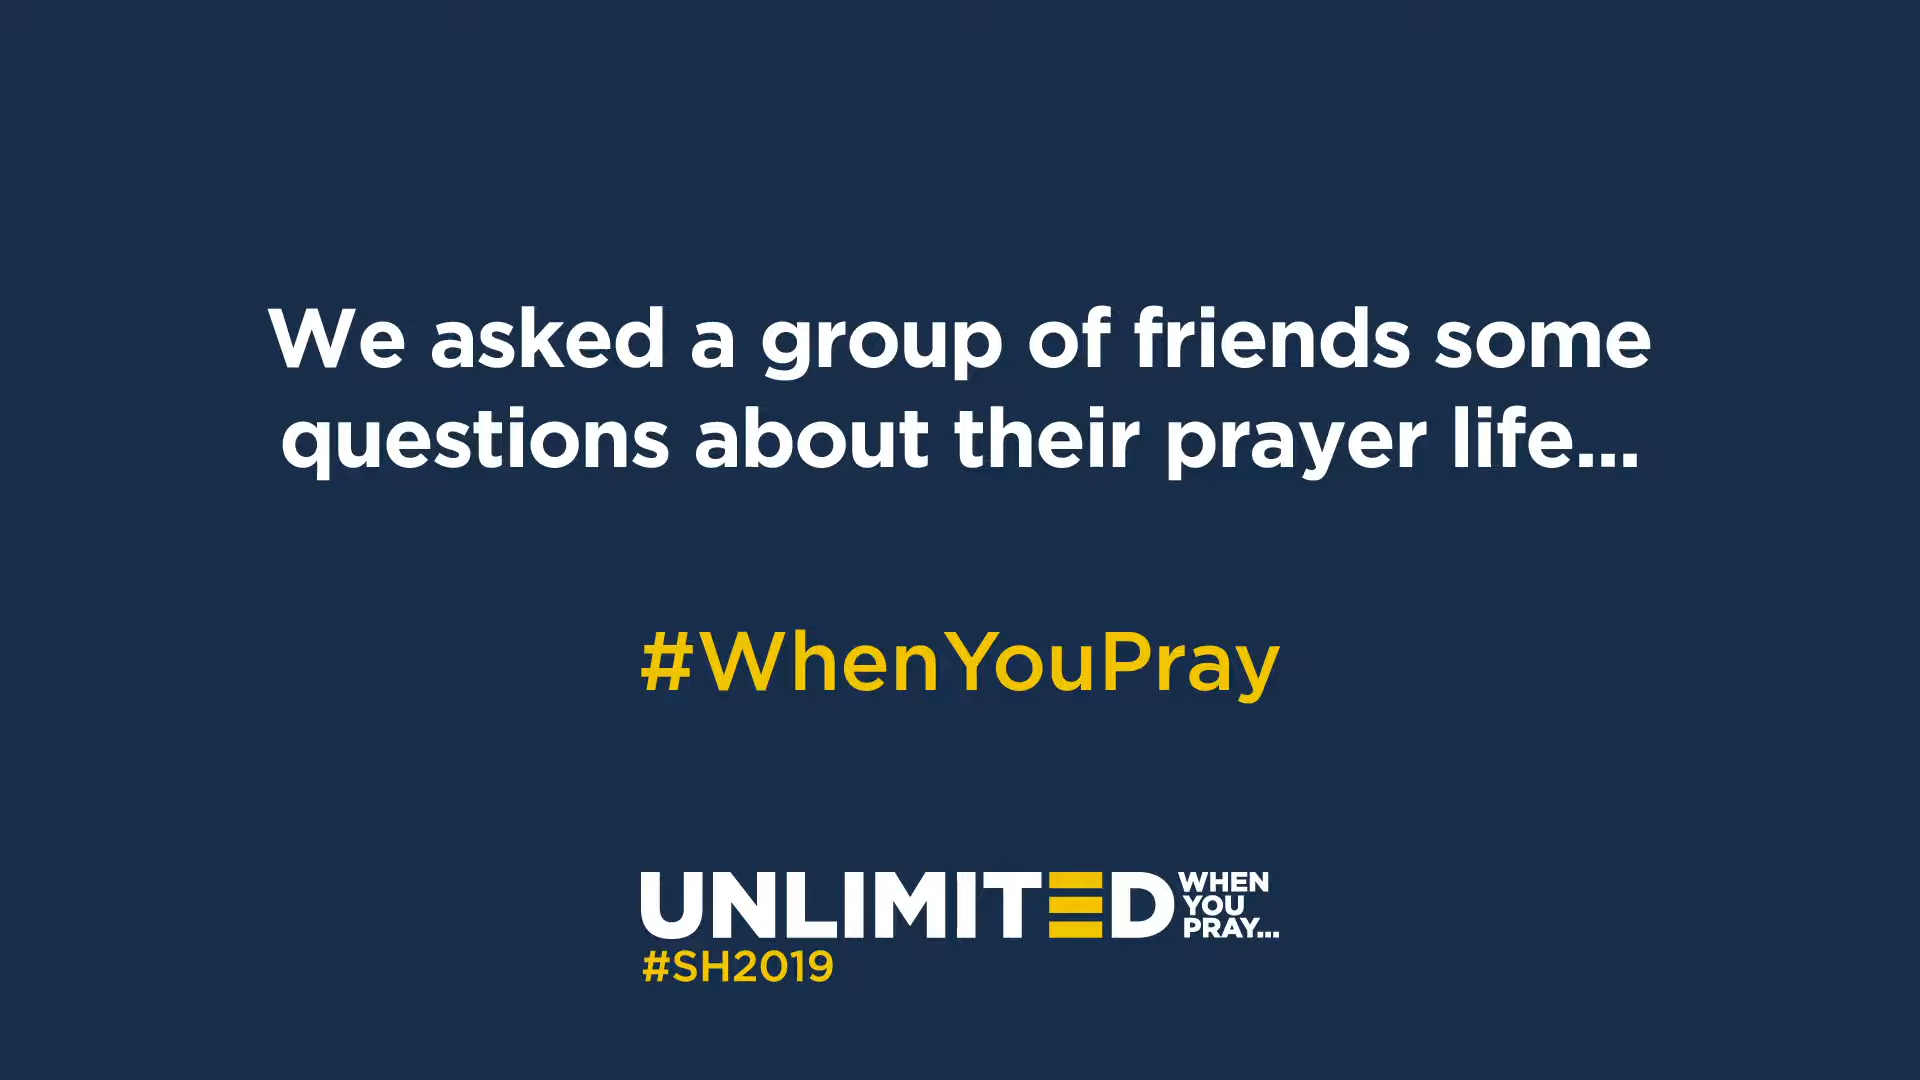 We asked a group of friends some
questions about their prayer life...
#WhenYouPray
UNLIMITED
WHEN
YOU
PRAY...
#SH2019